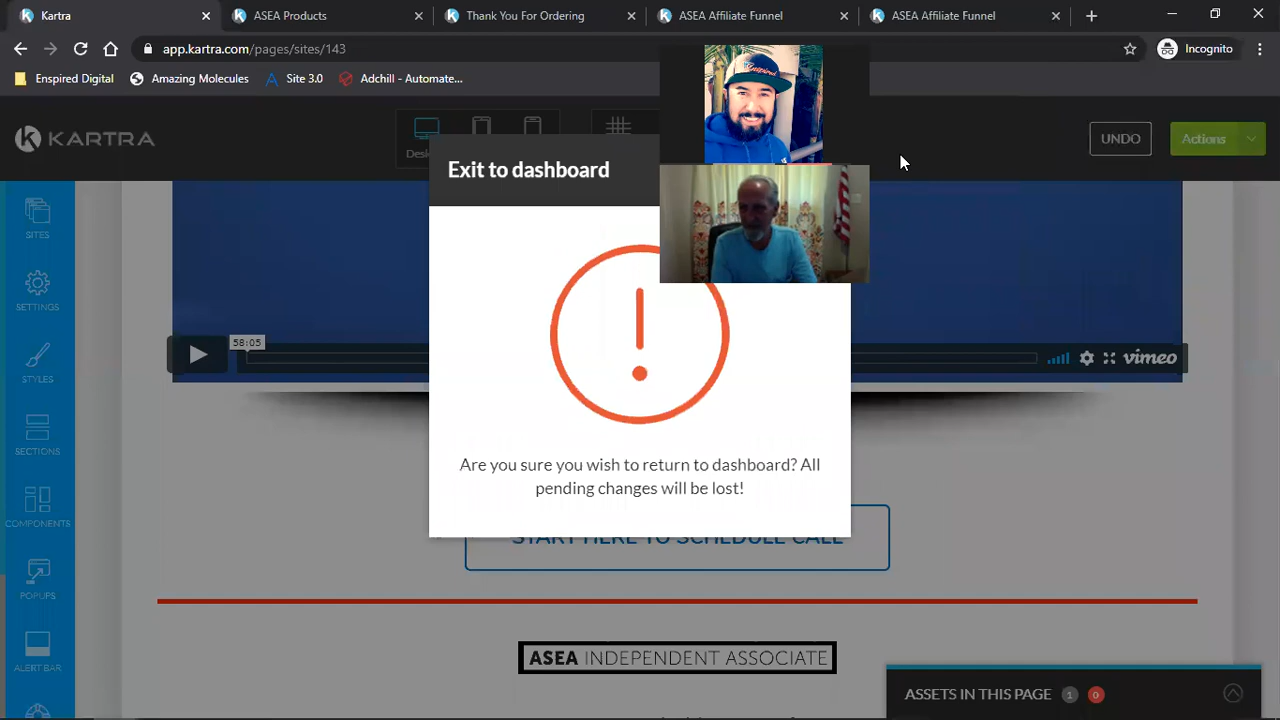 Kartra
ASEA Products
Thank You For Ordering
ASEA Affiliate Funnel
ASEA Affiliate Funnel
app.kartra.com/pages/sites/143
Incognito
Enspired Digital
Amazing Molecules
Site 3.0
Adchill - Automate...
KARTRA
UNDO
Actions
Exit to dashboard
SITES
SETTINGS
STYLES
SECTIONS
COMPONENTS
POPUPS
ALERT BAR
58:05
vimeo
Are you sure you wish to return to dashboard? All
pending changes will be lost!
START HERE TO SCHEDULE CALL
ASEA INDEPENDENT ASSOCIATE
ASSETS IN THIS PAGE 1 0